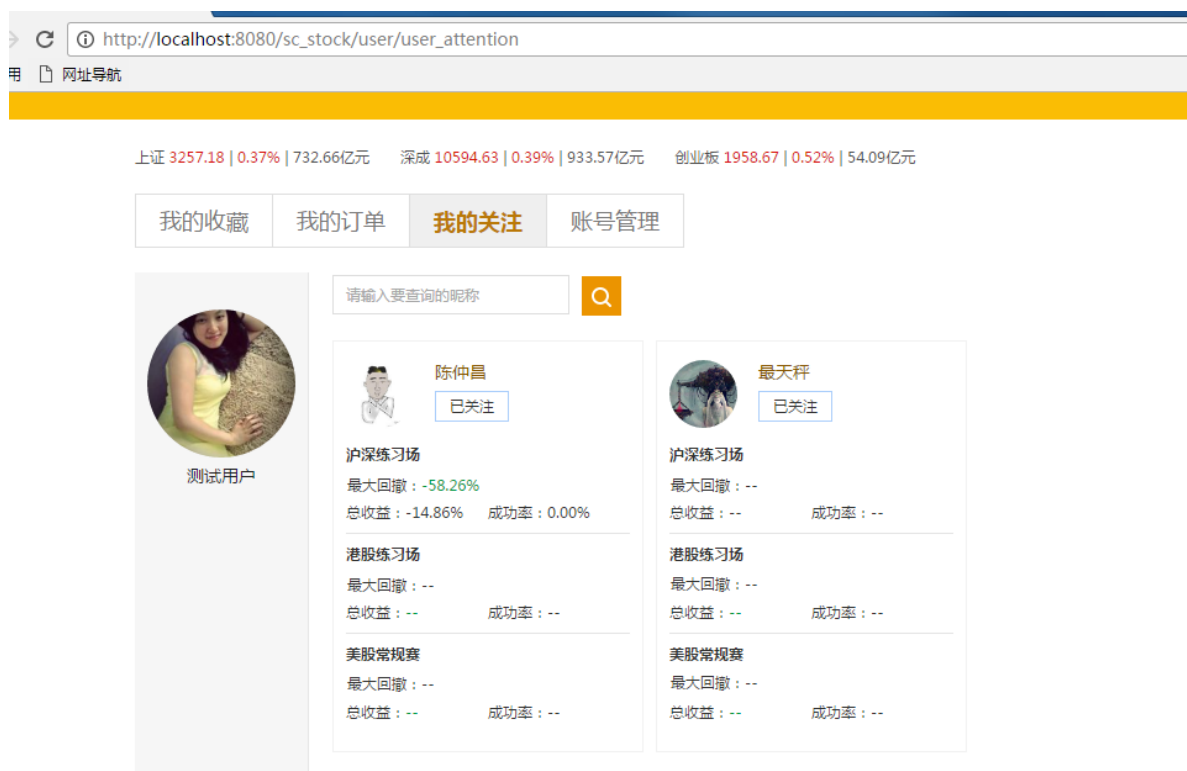 http://localhost:8080/sc_stock/user/user_attention
用 网址导航
上证 3257.18 | 0.37% | 732.66亿元 深成 10594.63 | 0.39% | 933.57亿元 创业板 1958.67 | 0.52% | 54.09亿元
我的收藏 我的订单 我的关注 账号管理
测试用户
请输入要查询的昵称
陈仲昌
已关注
沪深练习场
最大回撤：-58.26%
总收益：-14.86% 成功率：0.00%
港股练习场
最大回撤：--
总收益：-- 成功率：--
美股常规赛
最大回撤：--
总收益：-- 成功率：--
最天秤
已关注
沪深练习场
最大回撤：--
总收益：-- 成功率：--
港股练习场
最大回撤：--
总收益：-- 成功率：--
美股常规赛
最大回撤：--
总收益：-- 成功率：--